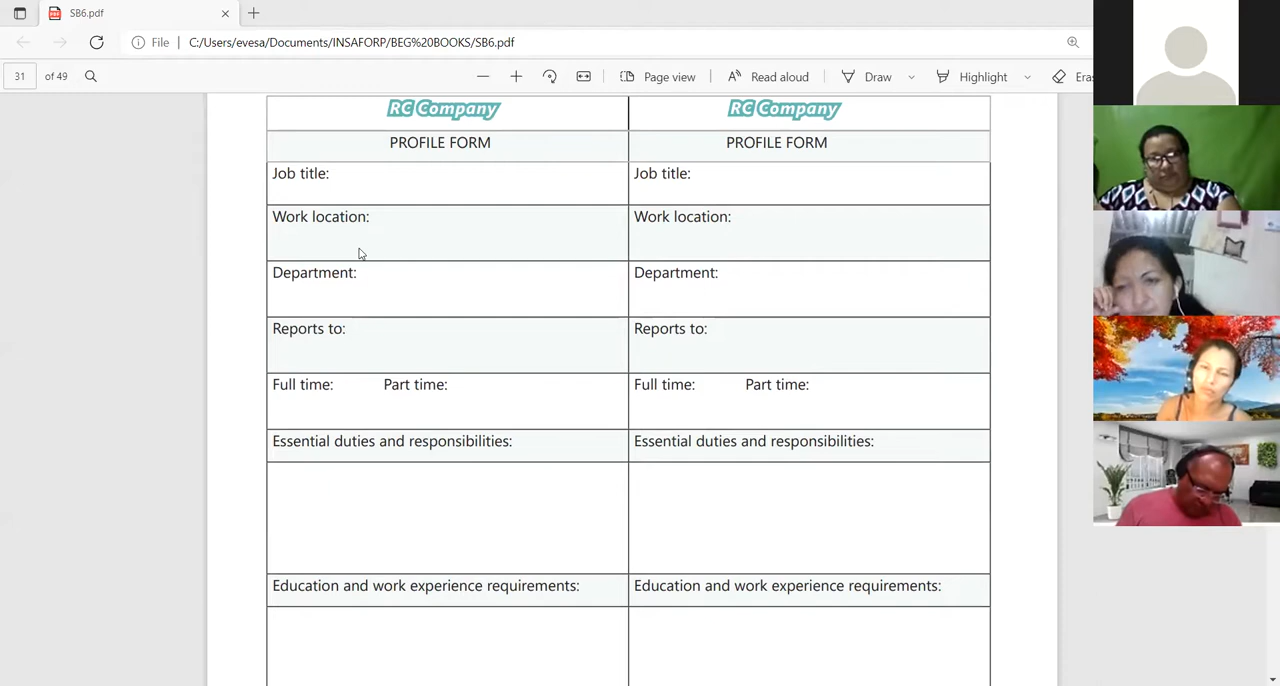 SB6.pdf
File C:/Users/evesa/Documents/INSAFORP/BEG%20BOOKS/SB6.pdf
31 of 49 Page view Read aloud Draw Highlight
RC Company RC Company
PROFILE FORM PROFILE FORM
Job title: Job title:
Work location: Work location:
Department: Department:
Reports to: Reports to:
Full time: Part time: Full time: Part time:
Essential duties and responsibilities: Essential duties and responsibilities:
Education and work experience requirements: Education and work experience requirements: